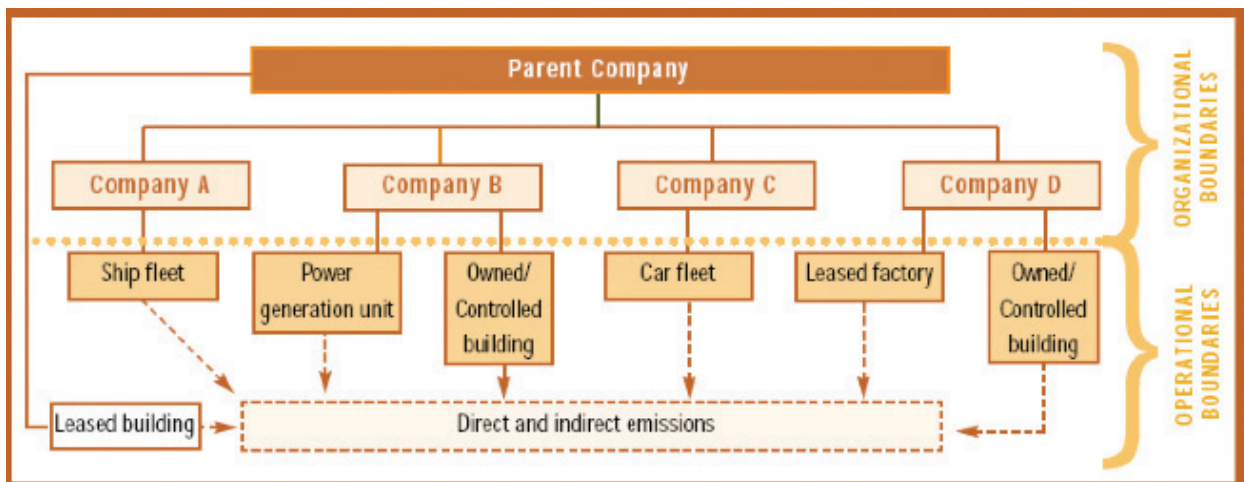 Parent Company
ORGANIZATIONAL
BOUNDARIES
Company A
Company B
Company C
Company D
Ship fleet
Power
generation unit
Owned/
Controlled
building
Car fleet
Leased factory
Owned/
Controlled
building
OPERATIONAL
BOUNDARIES
Leased building
Direct and indirect emissions